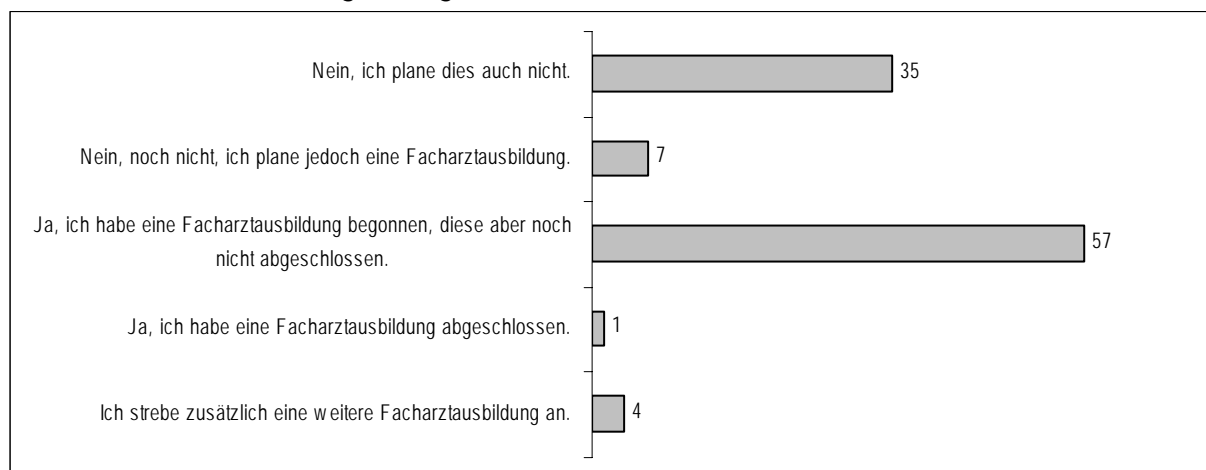 Nein, ich plane dies auch nicht.
35
Nein, noch nicht, ich plane jedoch eine Facharztausbildung.
7
Ja, ich habe eine Facharztausbildung begonnen, diese aber noch
nicht abgeschlossen.
57
Ja, ich habe eine Facharztausbildung abgeschlossen.
1
Ich strebe zusätzlich eine weitere Facharztausbildung an.
4